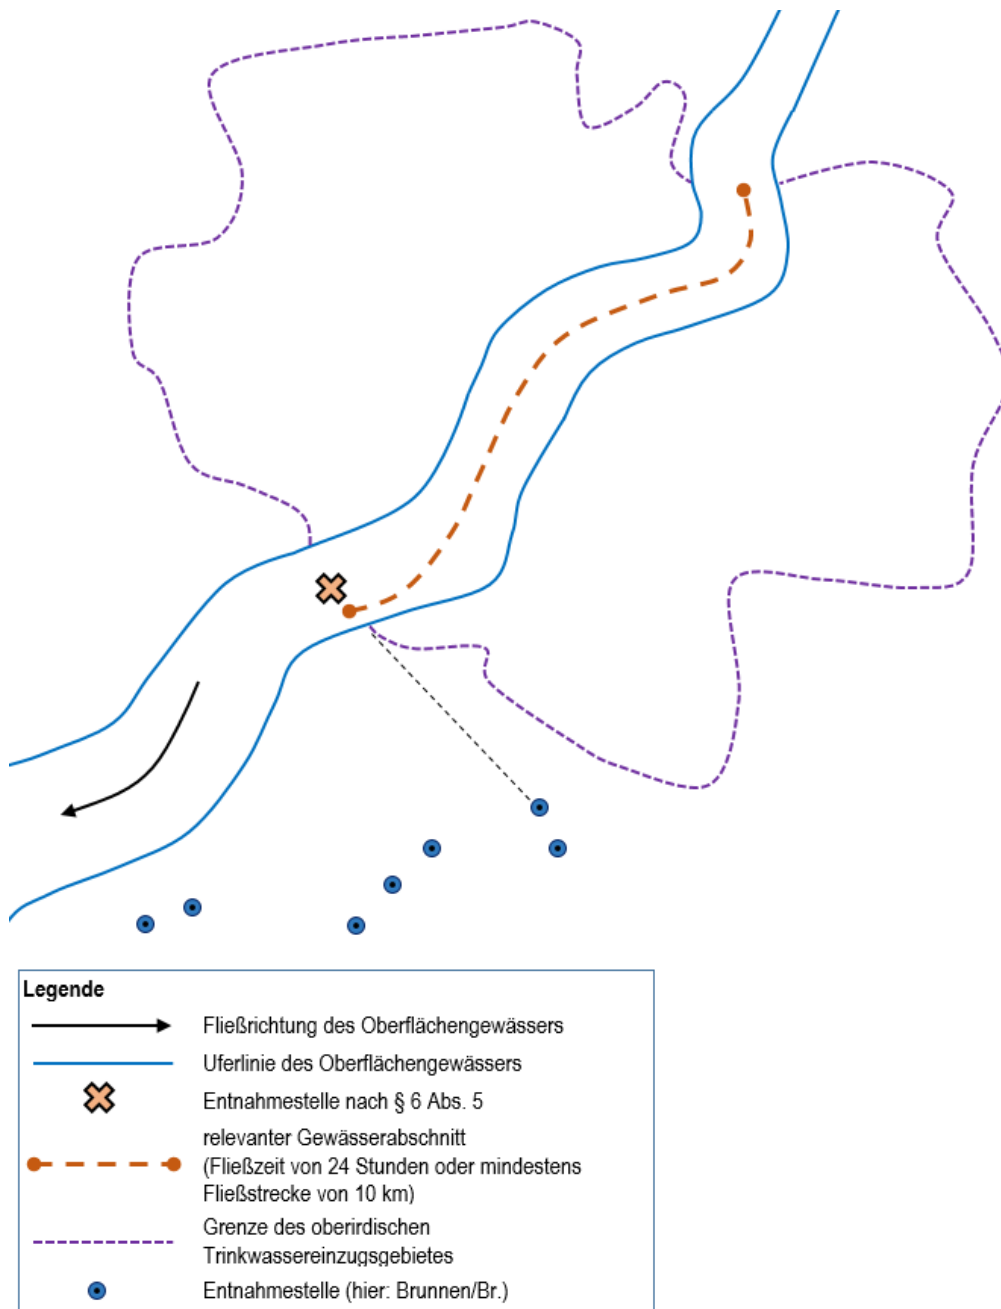 Legende
Fließrichtung des Oberflächengewässers
Uferlinie des Oberflächengewässers
Entnahmestelle nach § 6 Abs. 5
relevanter Gewässerabschnitt
(Fließzeit von 24 Stunden oder mindestens
Fließstrecke von 10 km)
Grenze des oberirdischen
Trinkwassereinzugsgebietes
Entnahmestelle (hier: Brunnen/Br.)